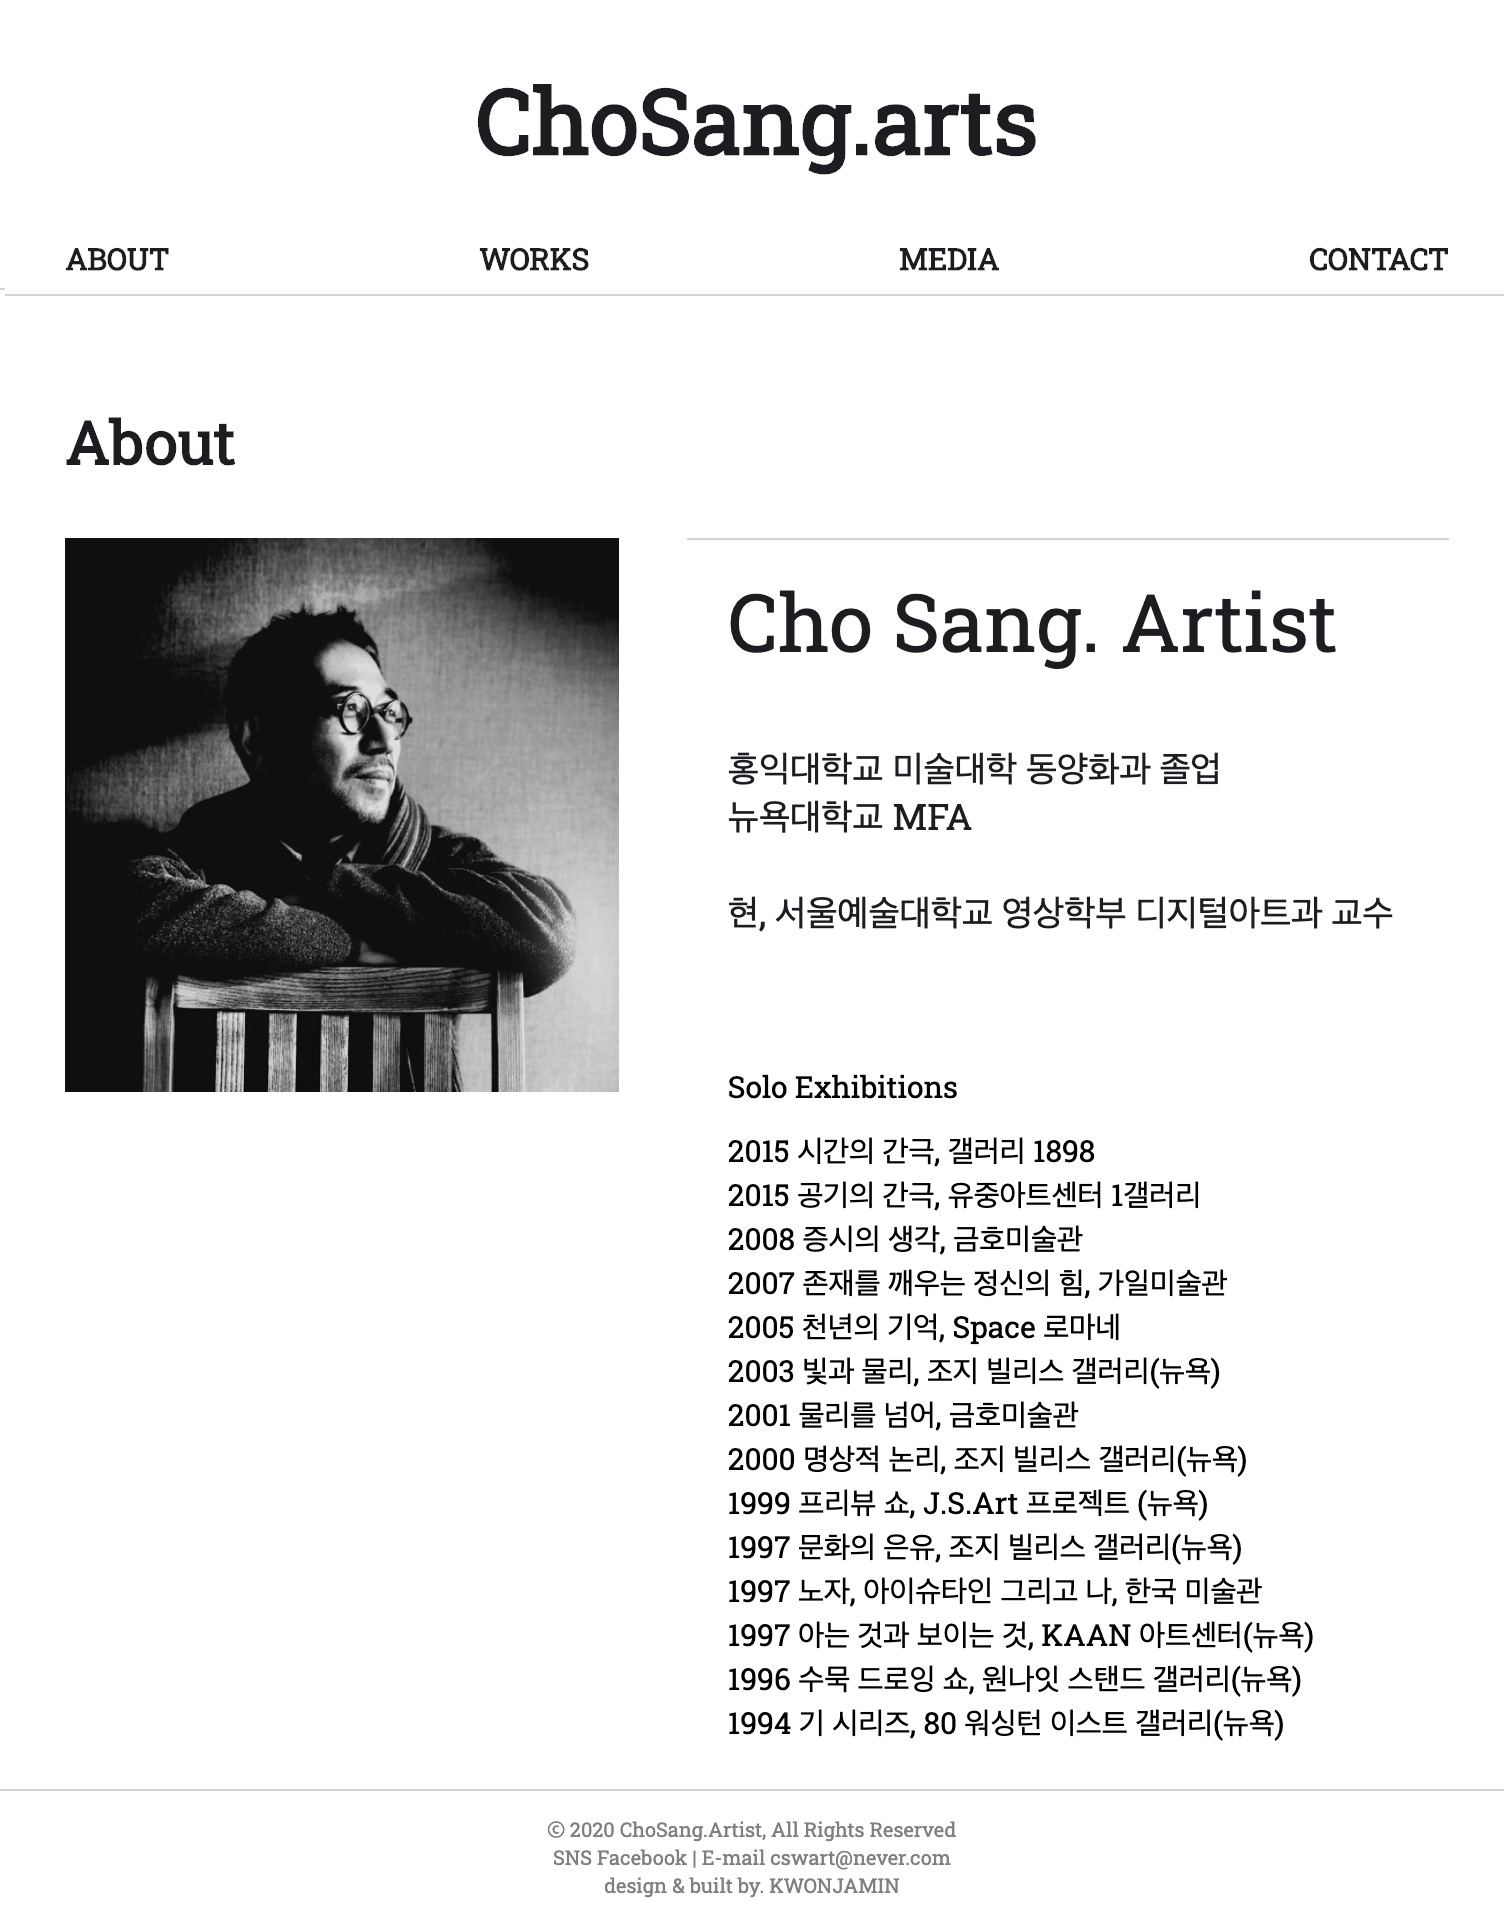 ChoSang.arts
ABOUT WORKS MEDIA CONTACT
About
Cho Sang. Artist
홍익대학교 미술대학 동양화과 졸업
뉴욕대학교 MFA
현, 서울예술대학교 영상학부 디지털아트과 교수
Solo Exhibitions
2015 시간의 간극, 갤러리 1898
2015 공기의 간극, 유중아트센터 1갤러리
2008 증시의 생각, 금호미술관
2007 존재를 깨우는 정신의 힘, 가일미술관
2005 천년의 기억, Space 로마네
2003 빛과 물리, 조지 빌리스 갤러리(뉴욕)
2001 물리를 넘어, 금호미술관
2000 명상적 논리, 조지 빌리스 갤러리(뉴욕)
1999 프리뷰 쇼, J.S.Art 프로젝트 (뉴욕)
1997 문화의 은유, 조지 빌리스 갤러리(뉴욕)
1997 노자, 아이슈타인 그리고 나, 한국 미술관
1997 아는 것과 보이는 것, KAAN 아트센터(뉴욕)
1996 수묵 드로잉 쇼, 원나잇 스탠드 갤러리(뉴욕)
1994 기 시리즈, 80 워싱턴 이스트 갤러리(뉴욕)
© 2020 ChoSang.Artist, All Rights Reserved
SNS Facebook | E-mail cswart@never.com
design & built by. KWONJAMIN